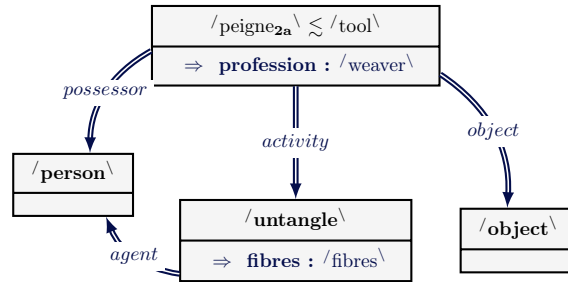 /peigne2a\ ≲ /tool\
⇒ profession : /weaver\
possessor
activity
object
/person\
/untangle\
⇒ fibres : /fibres\
agent
/object\